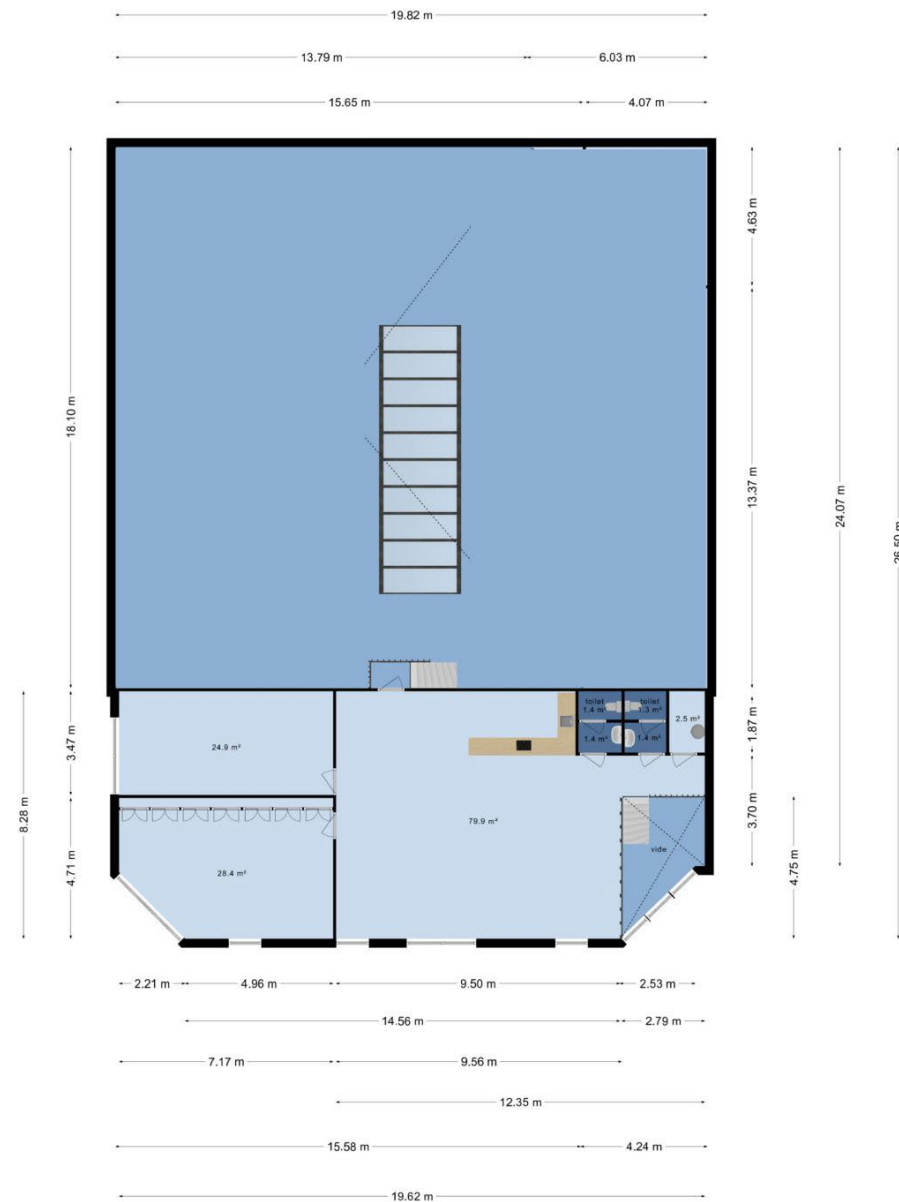 19.82 m
13.79 m
6.03 m
15.65 m
4.07 m
4.63 m
18.10 m
13.37 m
24.07 m
26.50 m
toilet
1.4 m²
toilet
1.3 m²
2.5 m²
1.87 m
3.47 m
24.9 m²
1.4 m²
1.4 m²
8.28 m
3.70 m
79.9 m²
4.71 m
28.4 m²
vide
4.75 m
2.21 m
4.96 m
9.50 m
2.53 m
14.56 m
2.79 m
7.17 m
9.56 m
12.35 m
15.58 m
4.24 m
19.62 m